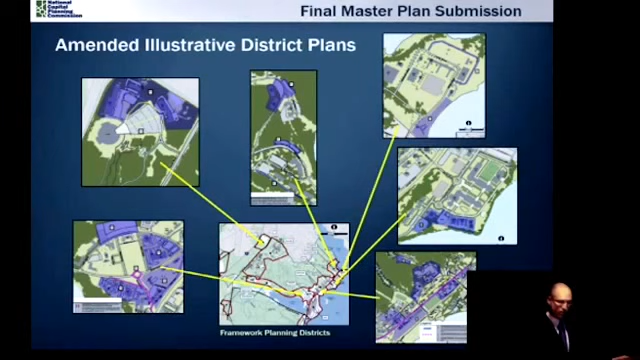 National
Capital
Planning
Commission
Final Master Plan Submission
Amended Illustrative District Plans
Framework Planning Districts